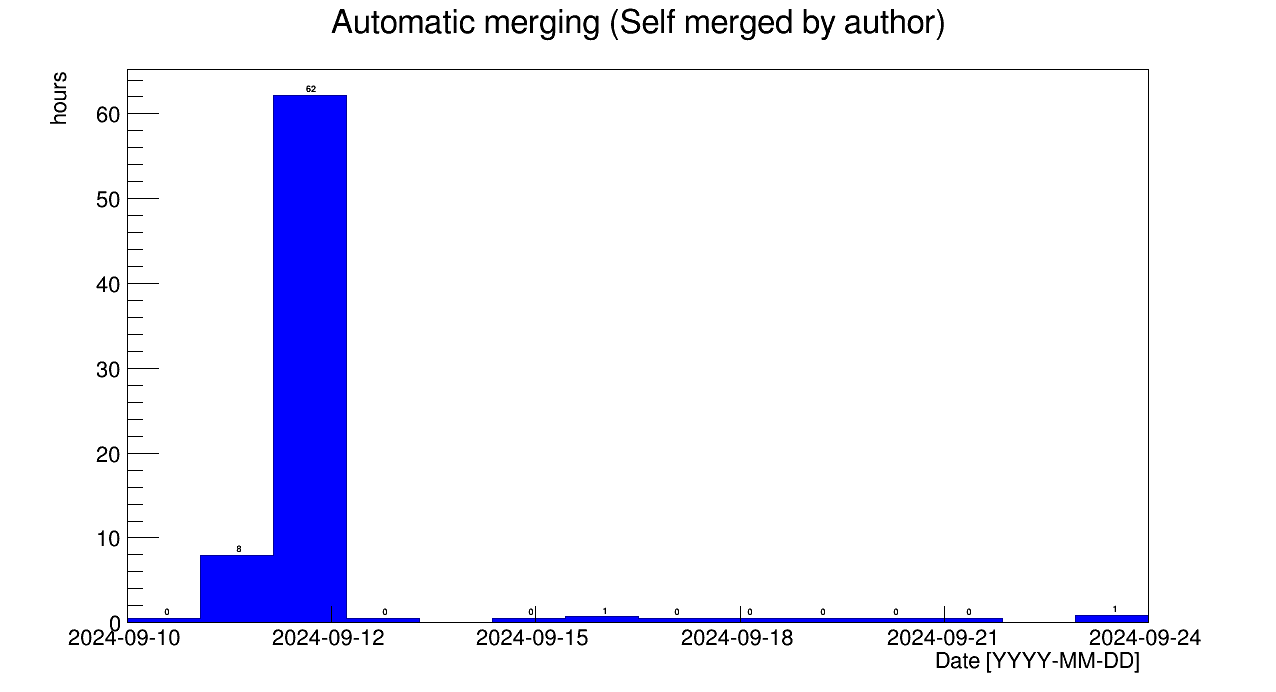 Automatic merging (Self merged by author)
hours
60
50
40
30
20
10
0
62
8
0 0 0 1 0 0 0 0 0 1
2024-09-10 2024-09-12 2024-09-15 2024-09-18 2024-09-21 2024-09-24
Date [YYYY-MM-DD]